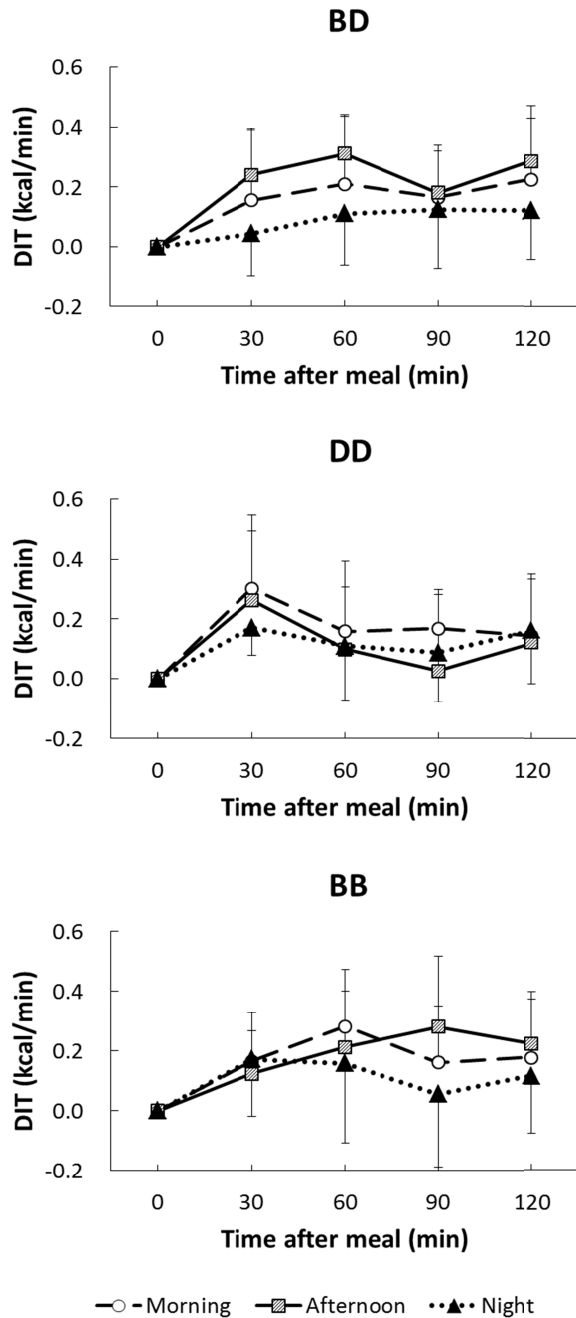 BD
0.6
0.4
0.2
0.0
-0.2
DIT (kcal/min)
0 30 60 90 120
Time after meal (min)
DD
0.6
0.4
0.2
0.0
-0.2
DIT (kcal/min)
0 30 60 90 120
Time after meal (min)
BB
0.6
0.4
0.2
0.0
-0.2
DIT (kcal/min)
0 30 60 90 120
Time after meal (min)
Morning Afternoon Night